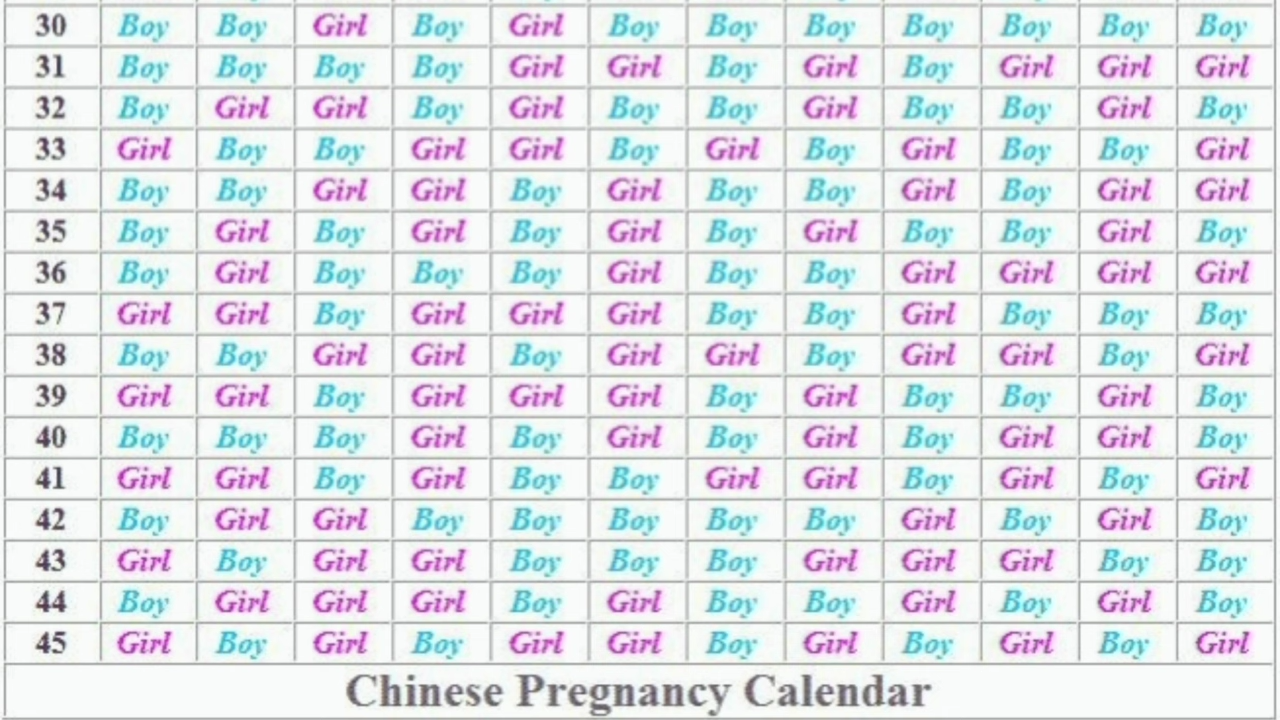 30 Boy Boy Girl Boy Girl Boy Boy Boy Boy Boy Boy Boy
31 Boy Boy Boy Boy Girl Girl Boy Girl Boy Girl Girl Girl
32 Boy Girl Girl Boy Girl Boy Boy Girl Boy Boy Girl Boy
33 Girl Boy Boy Girl Girl Boy Girl Boy Girl Boy Boy Girl
34 Boy Boy Girl Girl Boy Girl Boy Boy Girl Boy Girl Girl
35 Boy Girl Boy Girl Boy Girl Boy Girl Boy Boy Girl Boy
36 Boy Girl Boy Boy Boy Girl Boy Boy Girl Girl Girl Girl
37 Girl Girl Boy Girl Girl Girl Boy Boy Girl Boy Boy Boy
38 Boy Boy Girl Girl Boy Girl Girl Boy Girl Girl Boy Girl
39 Girl Girl Boy Girl Girl Girl Boy Girl Boy Boy Girl Boy
40 Boy Boy Boy Girl Boy Girl Boy Girl Boy Girl Girl Boy
41 Girl Girl Boy Girl Boy Boy Girl Girl Boy Girl Boy Girl
42 Boy Girl Girl Boy Boy Boy Boy Boy Girl Boy Girl Boy
43 Girl Boy Girl Girl Boy Boy Boy Girl Girl Girl Boy Boy
44 Boy Girl Girl Girl Boy Girl Boy Boy Girl Boy Girl Boy
45 Girl Boy Girl Boy Girl Girl Boy Girl Boy Girl Boy Girl
Chinese Pregnancy Calendar